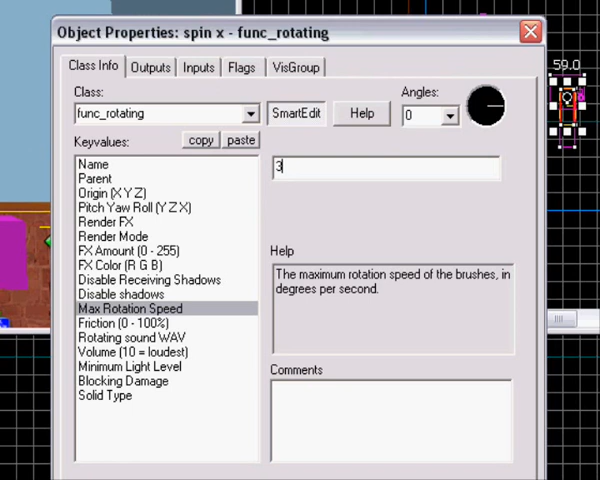 Object Properties: spin x - func_rotating
Class Info
Outputs
Inputs
Flags
VisGroup
Class:
Angles:
func_rotating
SmartEdit
Help
0
Keyvalues:
copy
paste
Name
Parent
Origin (X Y Z)
Pitch Yaw Roll (Y Z X)
Render FX
Render Mode
FX Amount (0 - 255)
FX Color (R G B)
Disable Receiving Shadows
Disable shadows
Max Rotation Speed
Friction (0 - 100%)
Rotating sound WAV
Volume (10 = loudest)
Minimum Light Level
Blocking Damage
Solid Type
3
Help
The maximum rotation speed of the brushes, in
degrees per second.
Comments
59.0